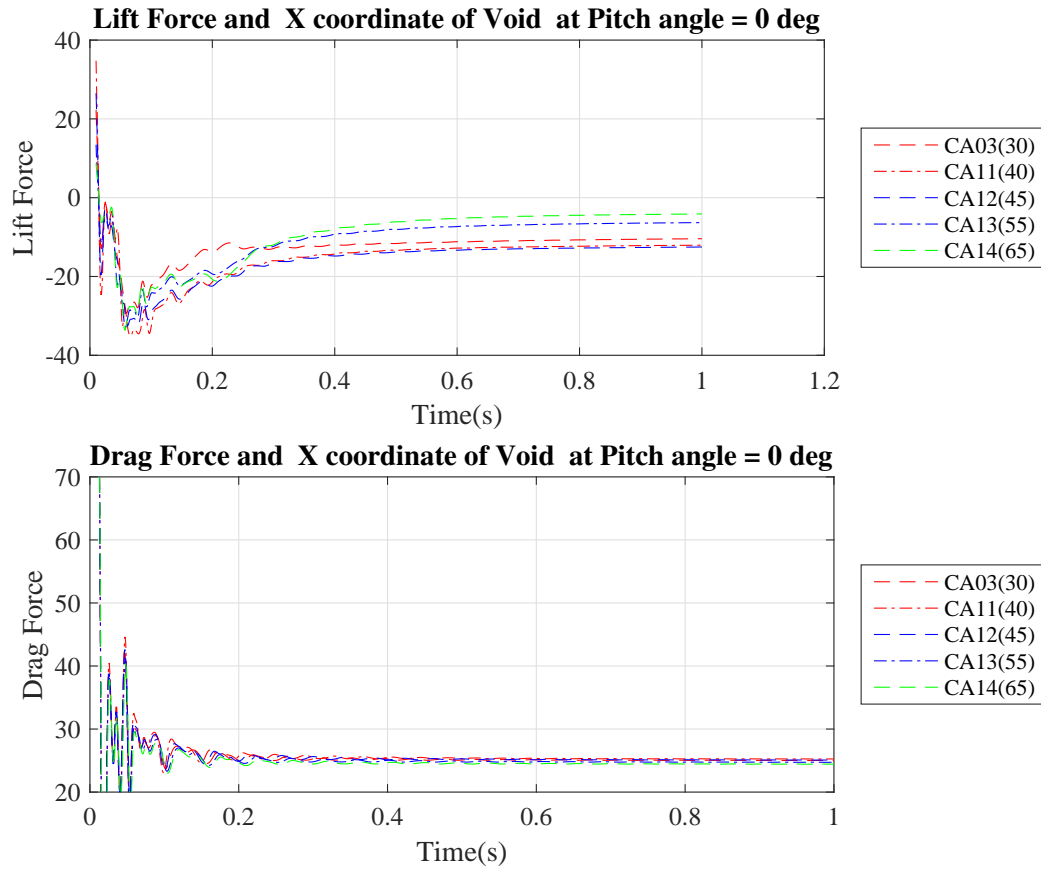 Lift Force and X coordinate of Void at Pitch angle = 0 deg
40
20
0
-20
-40
Lift Force
0 0.2 0.4 0.6 0.8 1 1.2
Time(s)
CA03(30)
CA11(40)
CA12(45)
CA13(55)
CA14(65)
Drag Force and X coordinate of Void at Pitch angle = 0 deg
70
60
50
40
30
20
Drag Force
0 0.2 0.4 0.6 0.8 1
Time(s)
CA03(30)
CA11(40)
CA12(45)
CA13(55)
CA14(65)